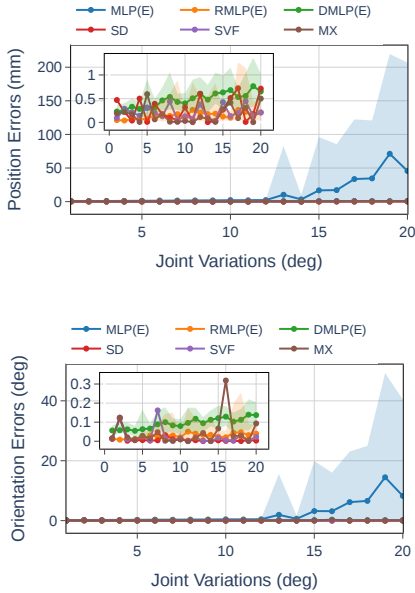 MLP(E) RMLP(E) DMLP(E)
SD SVF MX
Position Errors (mm)
200
150
100
50
0
1
0.5
0
0 5 10 15 20
5 10 15 20
Joint Variations (deg)
MLP(E) RMLP(E) DMLP(E)
SD SVF MX
Orientation Errors (deg)
40
20
0
0.3
0.2
0.1
0
0 5 10 15 20
5 10 15 20
Joint Variations (deg)